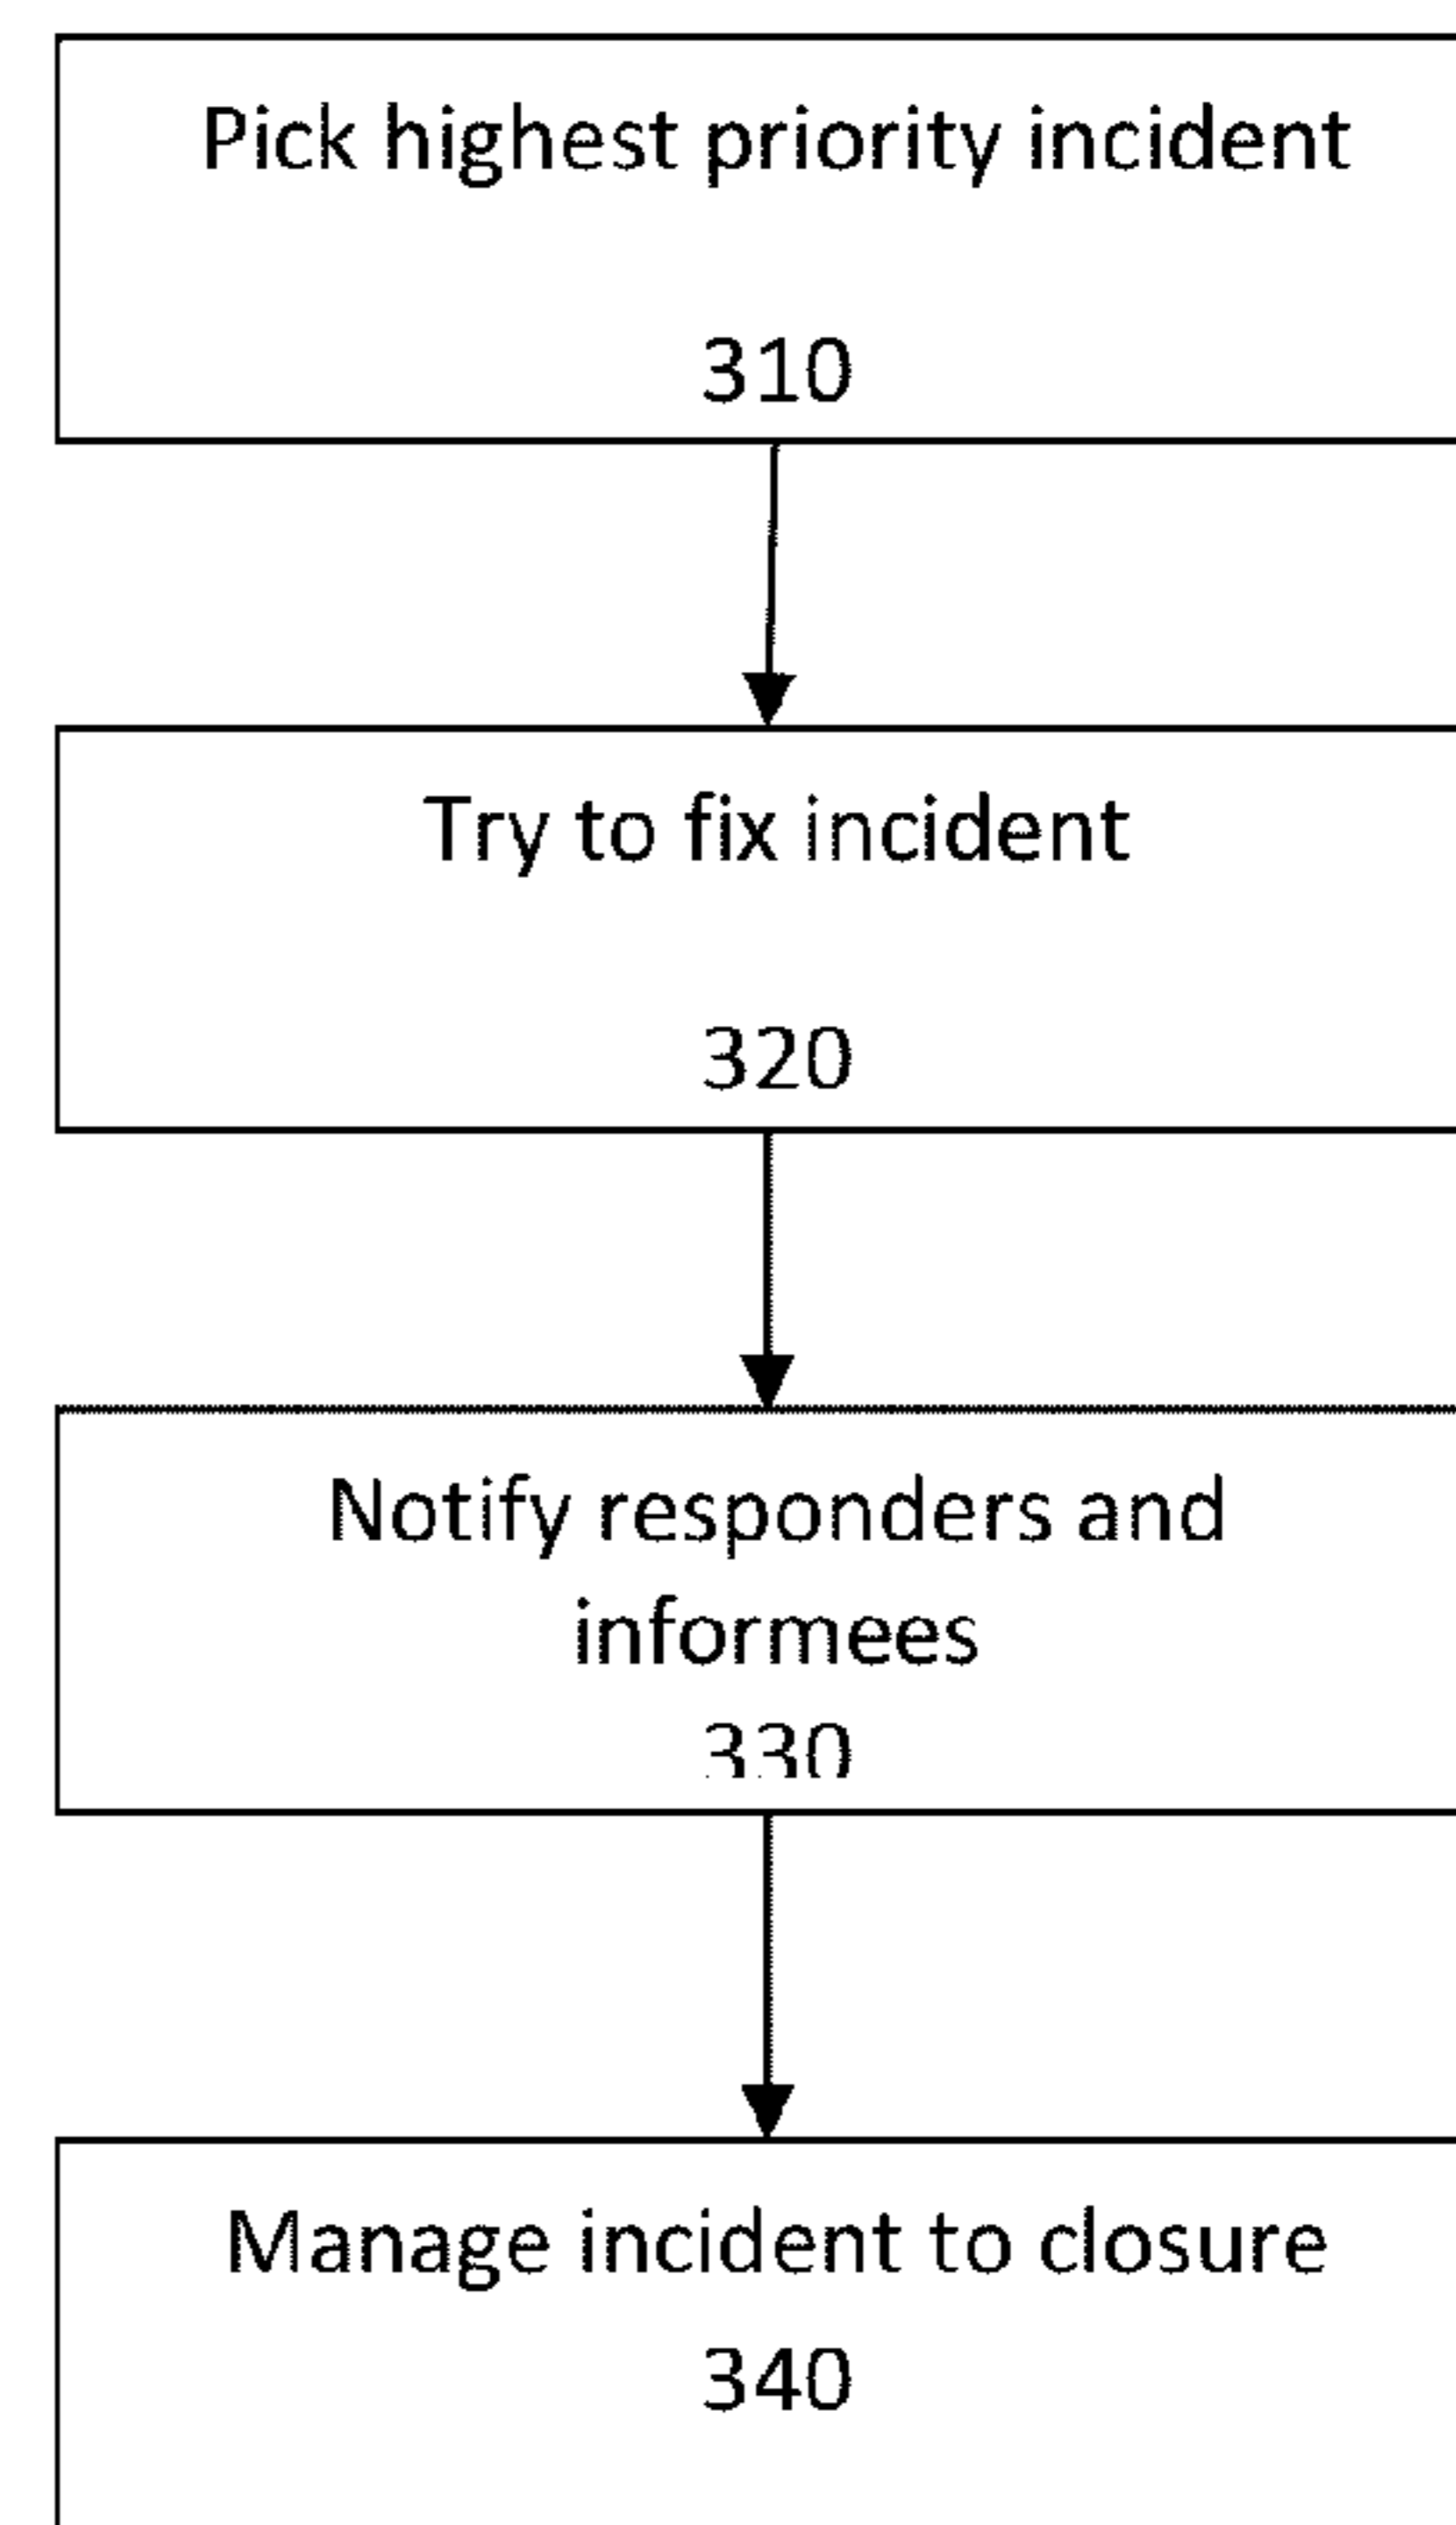 Pick highest priority incident
310
Try to fix incident
320
Notify responders and
informees
330
Manage incident to closure
340